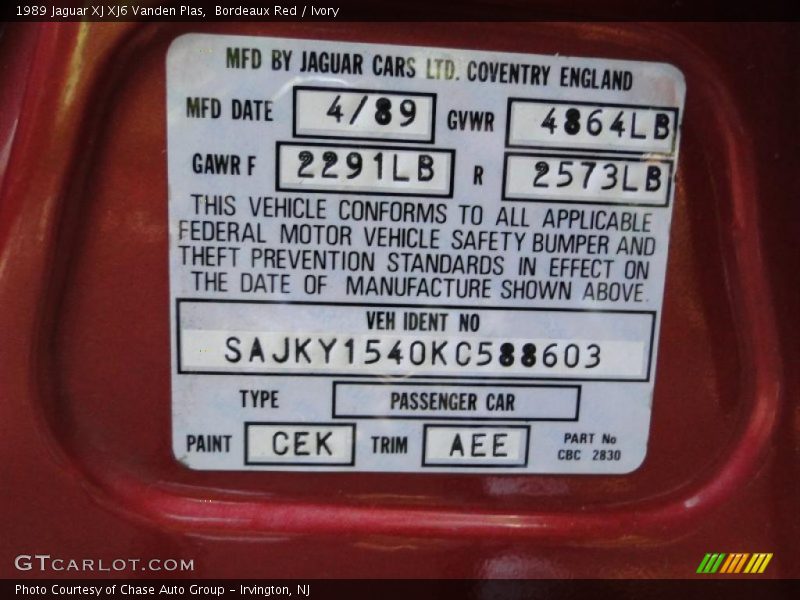 1989 Jaguar XJ XJ6 Vanden Plas, Bordeaux Red / Ivory
MFD BY JAGUAR CARS LTD. COVENTRY ENGLAND
MFD DATE 4/89 GVWR 4864LB
GAWR F 2291LB R 2573LB
THIS VEHICLE CONFORMS TO ALL APPLICABLE
FEDERAL MOTOR VEHICLE SAFETY BUMPER AND
THEFT PREVENTION STANDARDS IN EFFECT ON
THE DATE OF MANUFACTURE SHOWN ABOVE.
VEH IDENT NO
SAJKY1540KC588603
TYPE PASSENGER CAR
PAINT CEK TRIM AEE PART No
CBC 2830
GTCARLOT.COM
Photo Courtesy of Chase Auto Group - Irvington, NJ